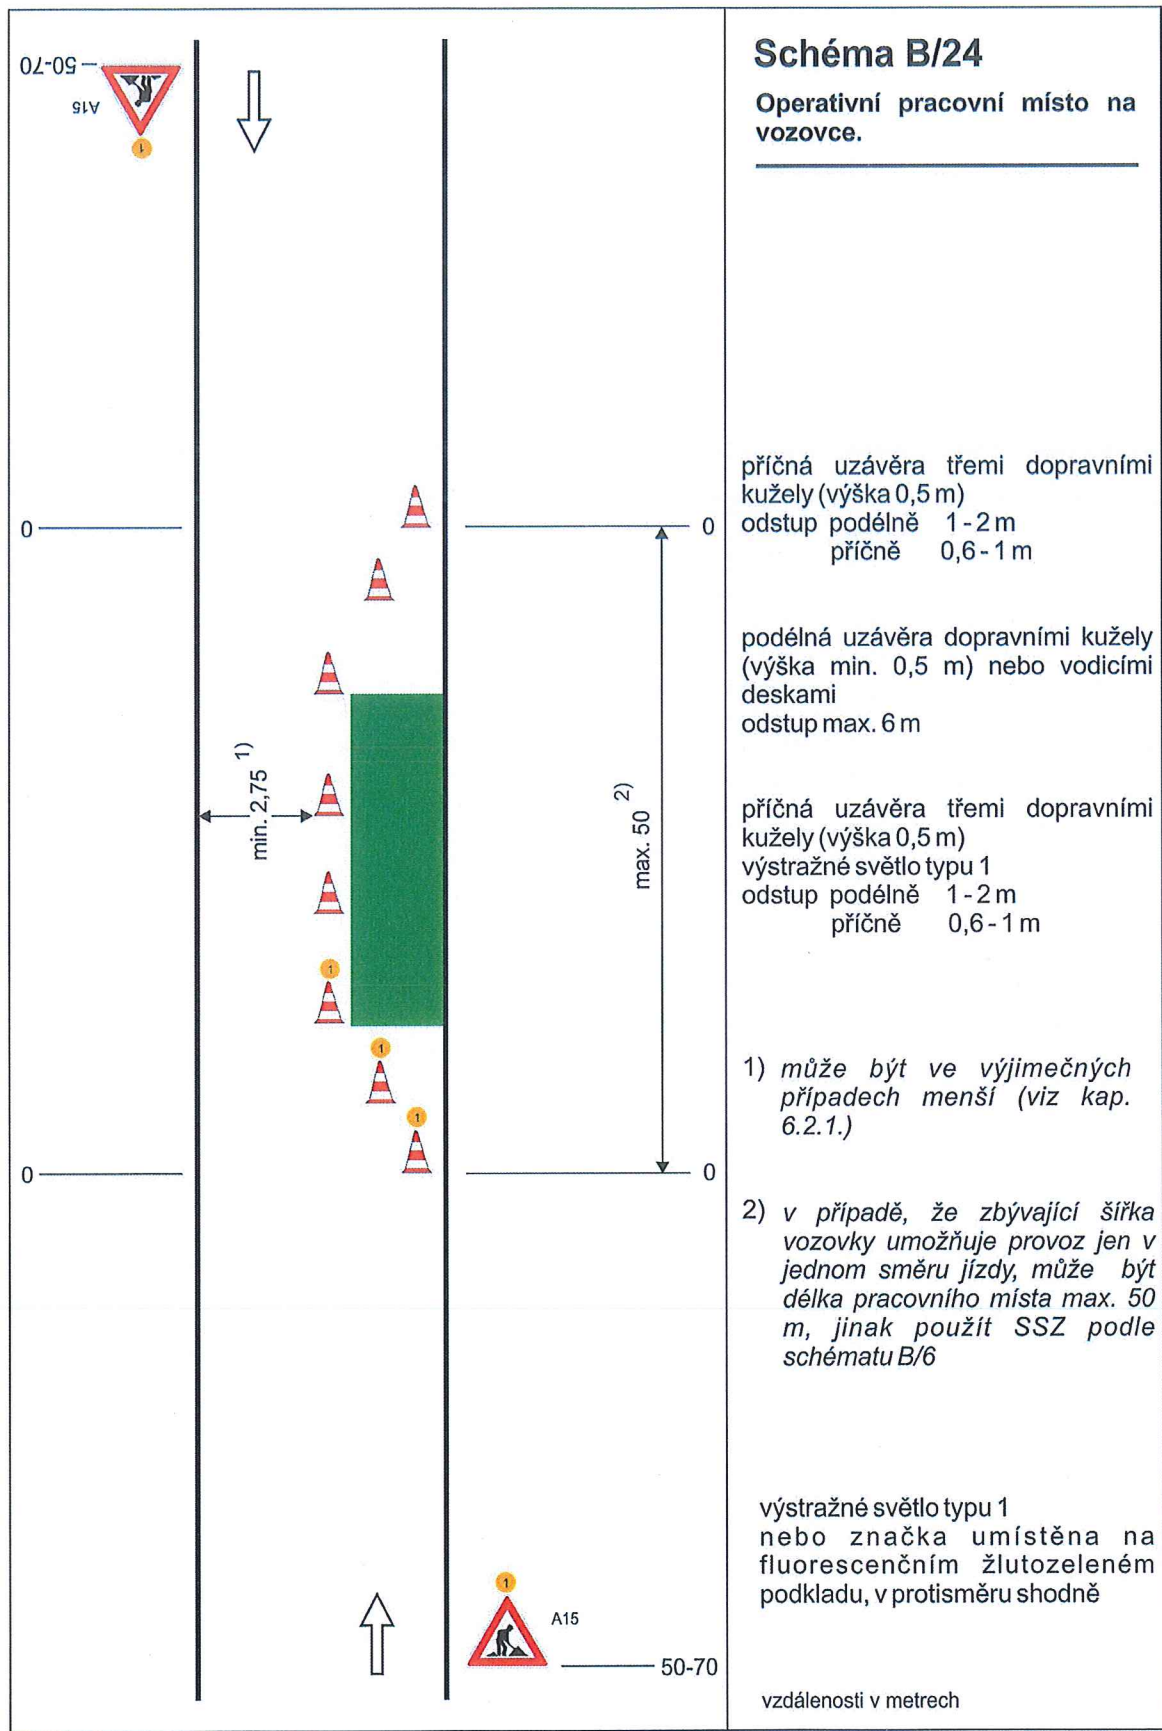 Schéma B/24
Operativní pracovní místo na
vozovce.
50-70
A15
1
příčná uzávěra třemi dopravními
kužely (výška 0,5 m)
odstup podélně 1 - 2 m
příčně 0,6 - 1 m
0
0
podélná uzávěra dopravními kužely
(výška min. 0,5 m) nebo vodicími
deskami
odstup max. 6 m
min. 2,75 1)
max. 50 2)
příčná uzávěra třemi dopravními
kužely (výška 0,5 m)
výstražné světlo typu 1
odstup podélně 1 - 2 m
příčně 0,6 - 1 m
1
1
1
0
0
1) může být ve výjimečných
případech menší (viz kap.
6.2.1.)
2) v případě, že zbývající šířka
vozovky umožňuje provoz jen v
jednom směru jízdy, může být
délka pracovního místa max. 50
m, jinak použít SSZ podle
schématu B/6
výstražné světlo typu 1
nebo značka umístěna na
fluorescenčním žlutozeleném
podkladu, v protisměru shodně
1
A15
50-70
vzdálenosti v metrech